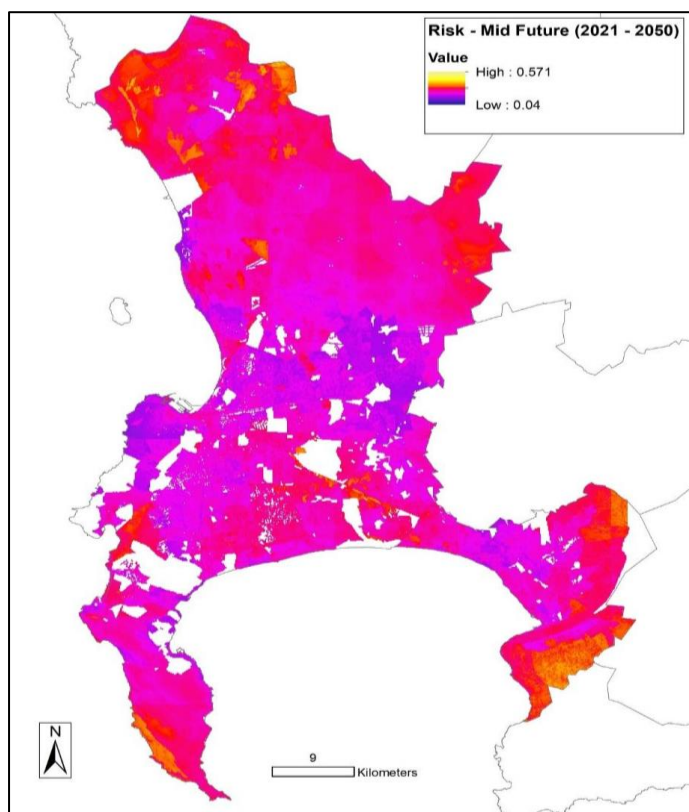 Risk - Mid Future (2021 - 2050)
Value
High : 0.571
Low : 0.04
N
9
Kilometers